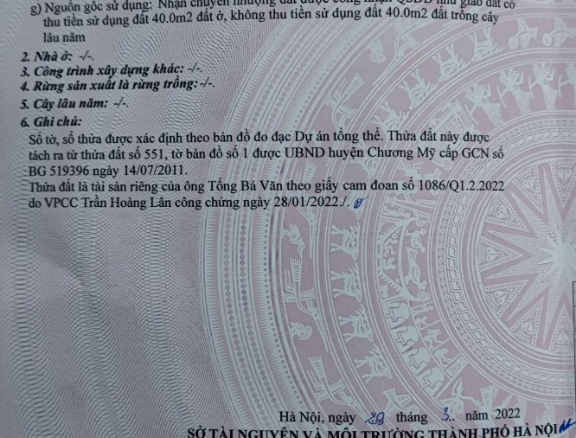 g) Nguồn gốc sử dụng: Nhận chuyển nhượng đất được công nhận QSDĐ như giao đất có
thu tiền sử dụng đất 40.0m2 đất ở, không thu tiền sử dụng đất 40.0m2 đất trồng cây
lâu năm
2. Nhà ở: -/-.
3. Công trình xây dựng khác: -/-.
4. Rừng sản xuất là rừng trồng: -/-.
5. Cây lâu năm: -/-.
6. Ghi chú:
Số tờ, số thửa được xác định theo bản đồ đo đạc Dự án tổng thể. Thửa đất này được
tách ra từ thửa đất số 551, tờ bản đồ số 1 được UBND huyện Chương Mỹ cấp GCN số
BG 519396 ngày 14/07/2011.
Thửa đất là tài sản riêng của ông Tống Bá Văn theo giấy cam đoan số 1086/Q1.2.2022
do VPCC Trần Hoàng Lân công chứng ngày 28/01/2022./.
Hà Nội, ngày 29 tháng 3. năm 2022
SỞ TÀI NGUYÊN VÀ MÔI TRƯỜNG THÀNH PHỐ HÀ NỘI